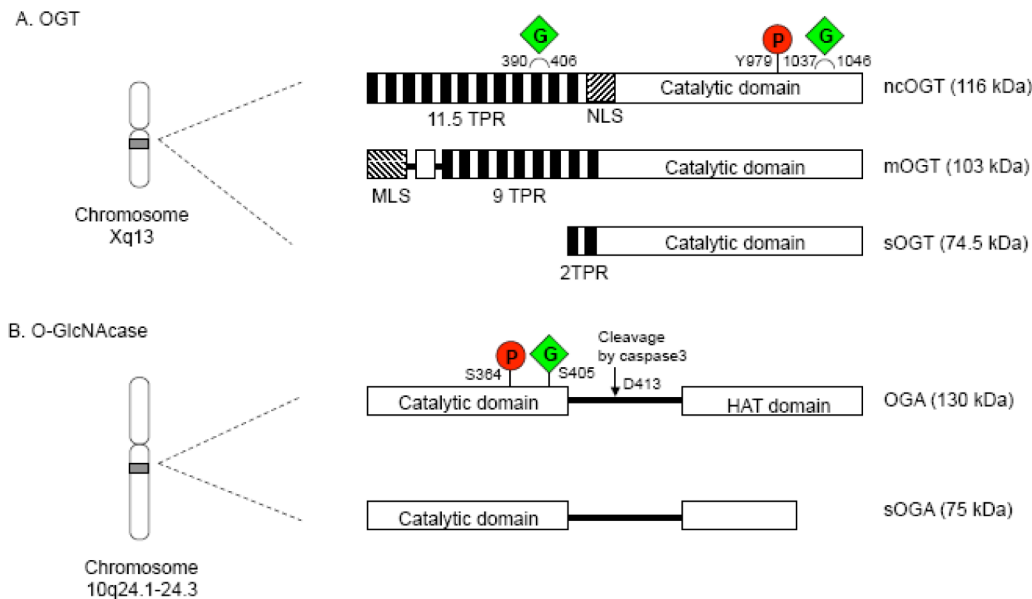 A. OGT
G
P
G
390
406
Y979
1037
1046
Catalytic domain
ncOGT (116 kDa)
11.5 TPR
NLS
Catalytic domain
mOGT (103 kDa)
MLS
9 TPR
Chromosome
Xq13
Catalytic domain
sOGT (74.5 kDa)
2TPR
B. O-GlcNAcase
Cleavage
by caspase3
P
G
S364
S405
D413
Catalytic domain
HAT domain
OGA (130 kDa)
Catalytic domain
sOGA (75 kDa)
Chromosome
10q24.1-24.3